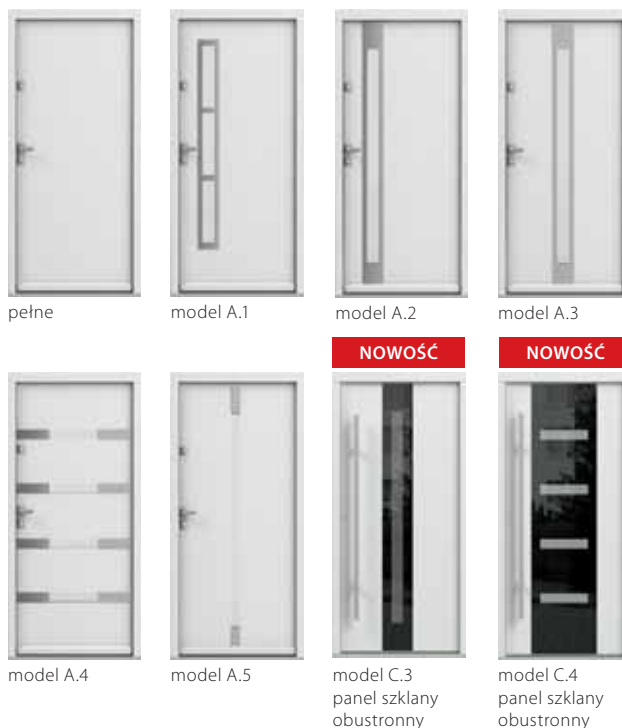 pełne
model A.1
model A.2
model A.3
NOWOŚĆ
NOWOŚĆ
model A.4
model A.5
model C.3
panel szklany
obustronny
model C.4
panel szklany
obustronny